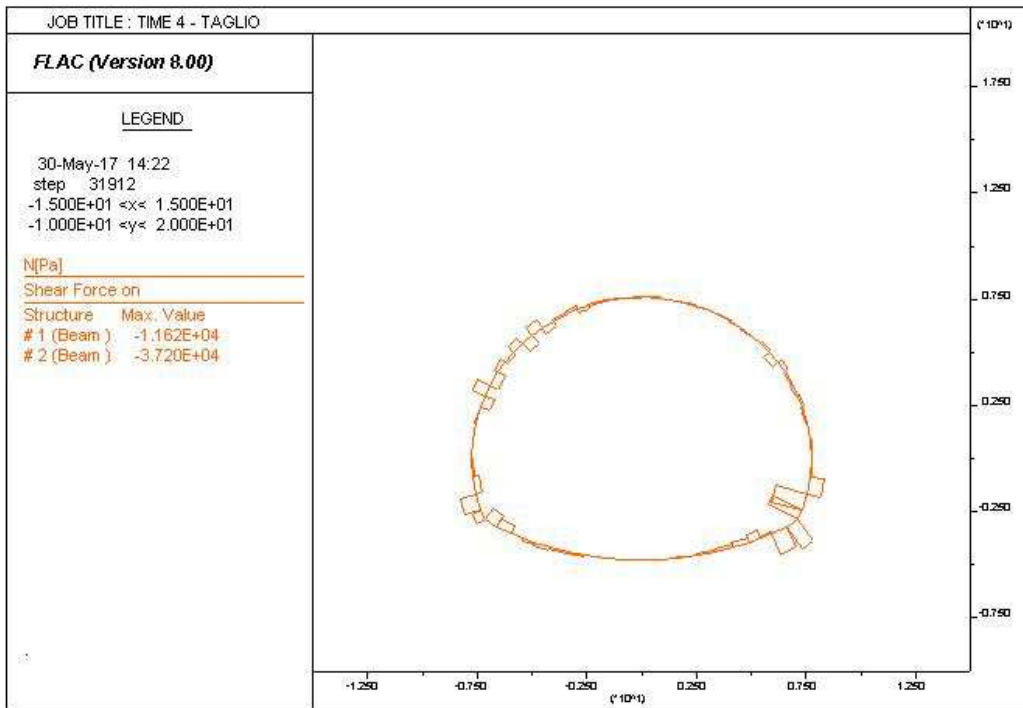 JOB TITLE : TIME 4 - TAGLIO
(*10^1)
FLAC (Version 8.00)
LEGEND
30-May-17 14:22
step 31912
-1.500E+01 <x< 1.500E+01
-1.000E+01 <y< 2.000E+01
N[Pa]
Shear Force on
Structure Max. Value
# 1 (Beam ) -1.162E+04
# 2 (Beam ) -3.720E+04
1.750
1.250
0.750
0.250
-0.250
-0.750
-1.250 -0.750 -0.250 0.250 0.750 1.250
(*10^1)